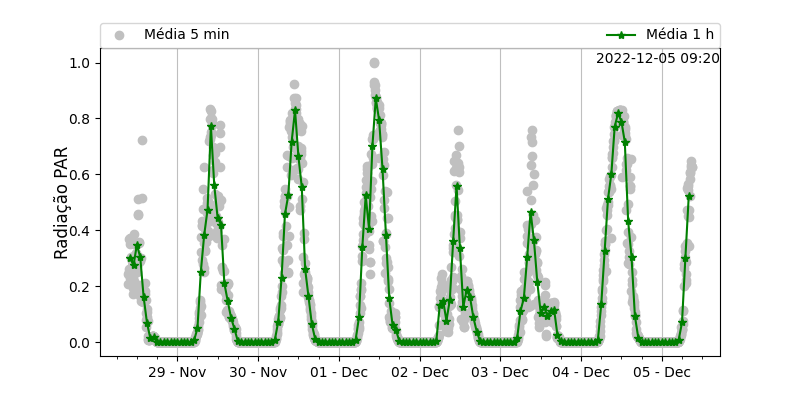 Média 5 min
Média 1 h
2022-12-05 09:20
Radiação PAR
1.0
0.8
0.6
0.4
0.2
0.0
29 - Nov
30 - Nov
01 - Dec
02 - Dec
03 - Dec
04 - Dec
05 - Dec